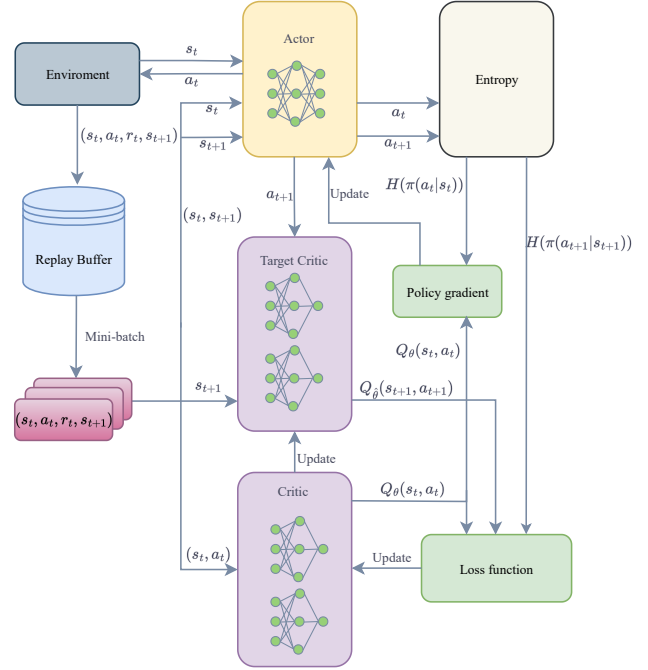 Actor
s_t
Enviroment
a_t
Entropy
s_t
a_t
(s_t, a_t, r_t, s_{t+1})
s_{t+1}
a_{t+1}
H(π(a_t|s_t))
a_{t+1}
Update
(s_t, s_{t+1})
H(π(a_{t+1}|s_{t+1}))
Replay Buffer
Target Critic
Policy gradient
Mini-batch
Q_θ(s_t, a_t)
s_{t+1}
Q_{θ̂}(s_{t+1}, a_{t+1})
(s_t, a_t, r_t, s_{t+1})
Update
Critic
Q_θ(s_t, a_t)
(s_t, a_t)
Update
Loss function